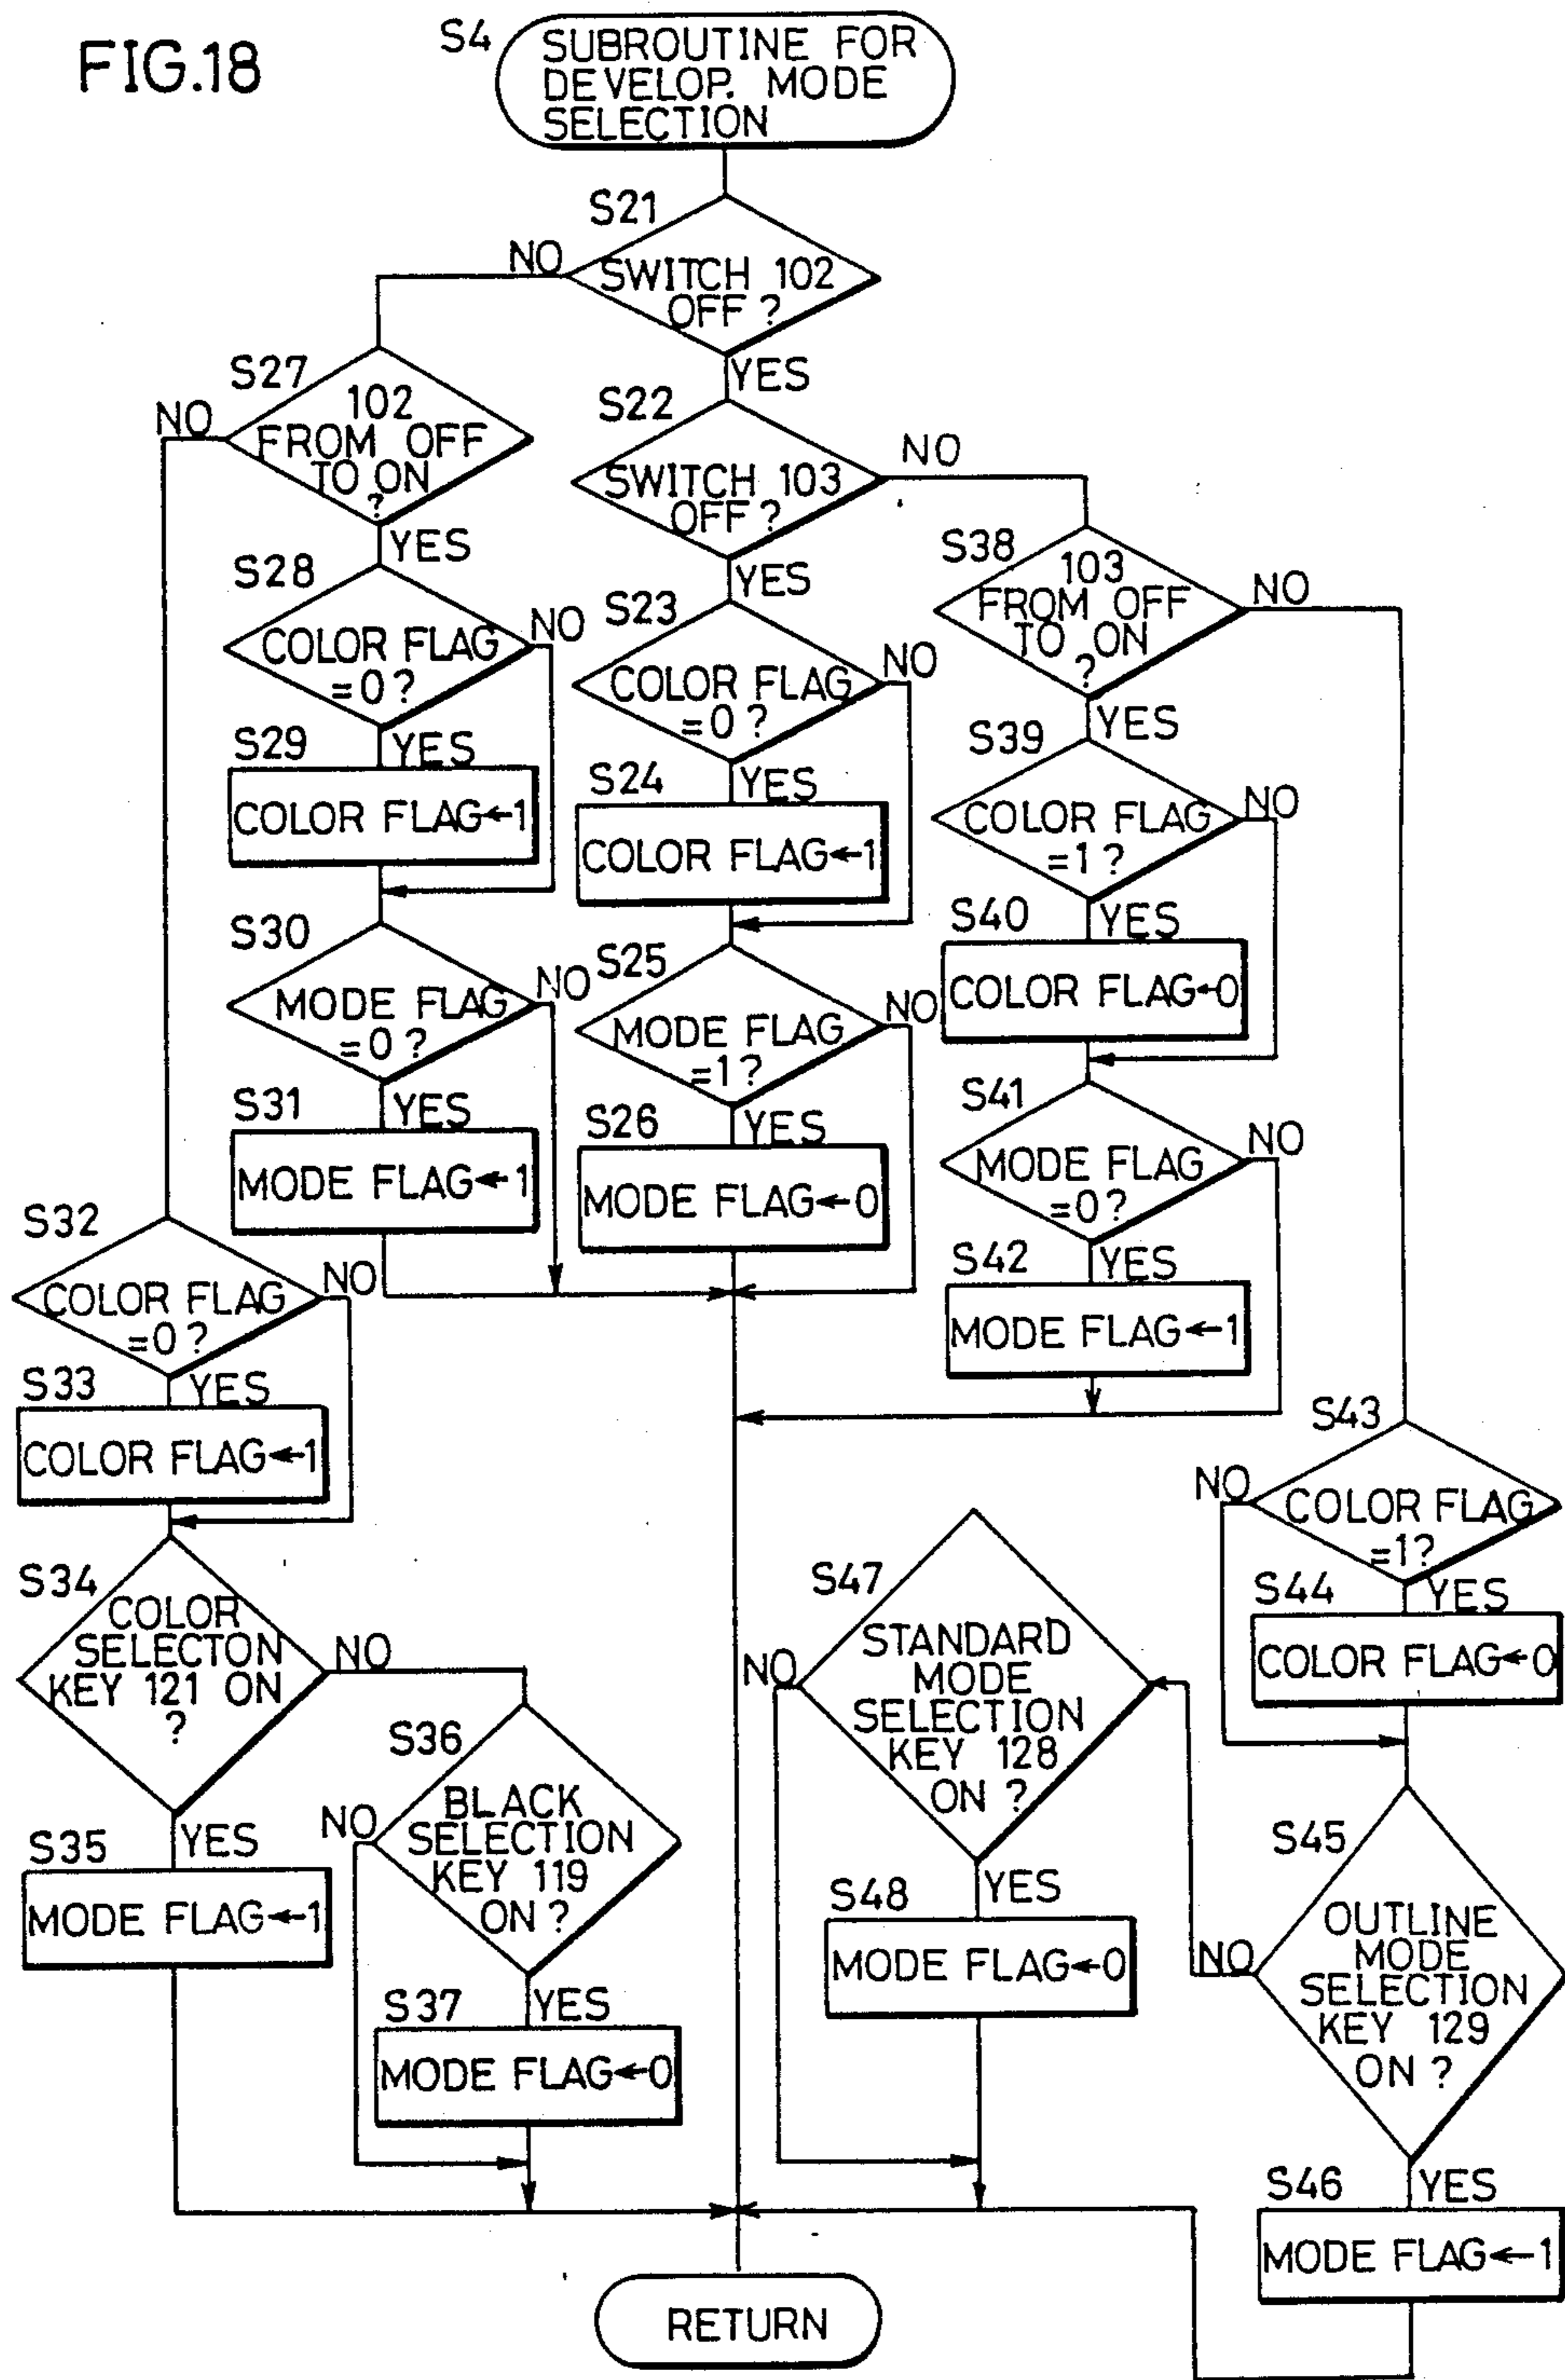 FIG.18
S4
SUBROUTINE FOR
DEVELOP. MODE
SELECTION
S21
SWITCH 102
OFF ?
NO
YES
S27
102
FROM OFF
TO ON
?
NO
YES
S28
COLOR FLAG
=0 ?
NO
YES
S29
COLOR FLAG←1
S30
MODE FLAG
=0 ?
NO
YES
S31
MODE FLAG←1
S22
SWITCH 103
OFF ?
NO
YES
S23
COLOR FLAG
=0 ?
NO
YES
S24
COLOR FLAG←1
S25
MODE FLAG
=1 ?
NO
YES
S26
MODE FLAG←0
S38
103
FROM OFF
TO ON
?
NO
YES
S39
COLOR FLAG
=1 ?
NO
YES
S40
COLOR FLAG←0
S41
MODE FLAG
=0 ?
NO
YES
S42
MODE FLAG←1
S32
COLOR FLAG
=0 ?
NO
YES
S33
COLOR FLAG←1
S34
COLOR
SELECTON
KEY 121 ON
?
NO
YES
S35
MODE FLAG←1
S36
BLACK
SELECTION
KEY 119
ON ?
NO
YES
S37
MODE FLAG←0
S43
COLOR FLAG
=1?
NO
YES
S44
COLOR FLAG←0
S45
OUTLINE
MODE
SELECTION
KEY 129
ON ?
NO
YES
S46
MODE FLAG←1
S47
STANDARD
MODE
SELECTION
KEY 128
ON ?
NO
YES
S48
MODE FLAG←0
RETURN